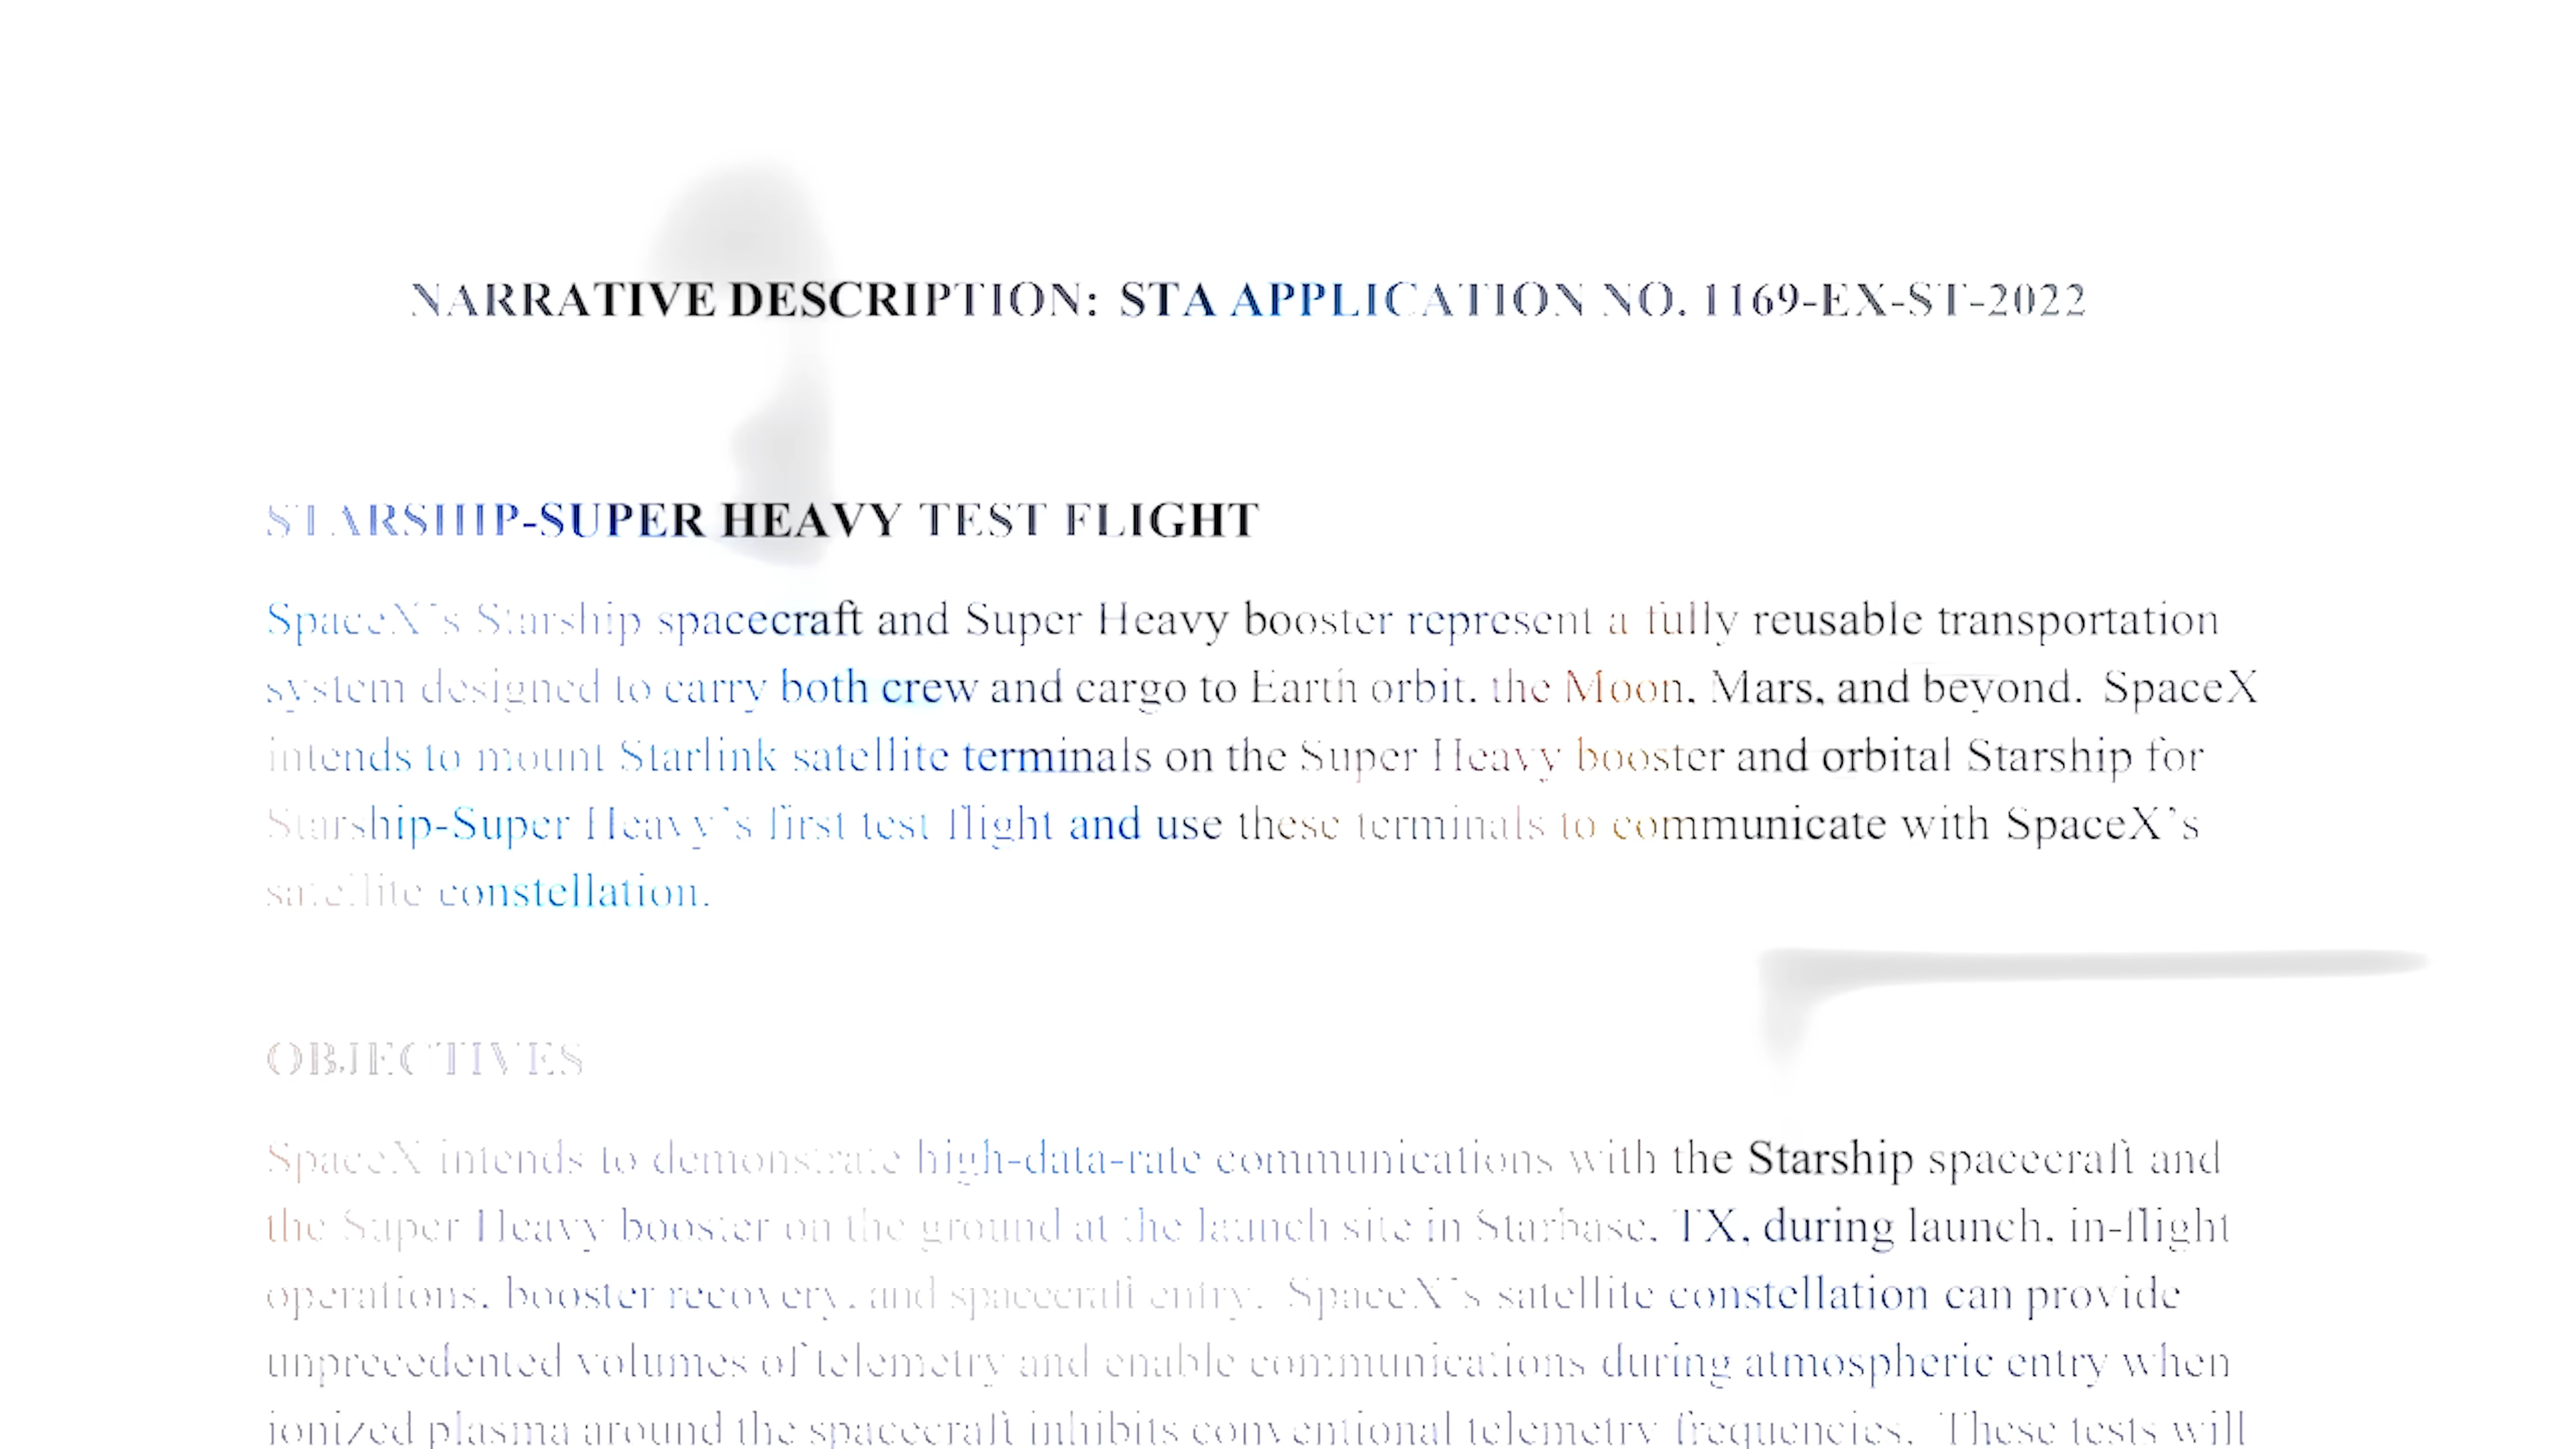 NARRATIVE DESCRIPTION: STA APPLICATION NO. 1169-EX-ST-2022
STARSHIP-SUPER HEAVY TEST FLIGHT
SpaceX's Starship spacecraft and Super Heavy booster represent a fully reusable transportation
system designed to carry both crew and cargo to Earth orbit, the Moon, Mars, and beyond. SpaceX
intends to mount Starlink satellite terminals on the Super Heavy booster and orbital Starship for
Starship-Super Heavy's first test flight and use these terminals to communicate with SpaceX's
satellite constellation.
OBJECTIVES
SpaceX intends to demonstrate high-data-rate communications with the Starship spacecraft and
the Super Heavy booster on the ground at the launch site in Starbase, TX, during launch, in-flight
operations, booster recovery, and spacecraft entry. SpaceX's satellite constellation can provide
unprecedented volumes of telemetry and enable communications during atmospheric entry when
ionized plasma around the spacecraft inhibits conventional telemetry frequencies. These tests will